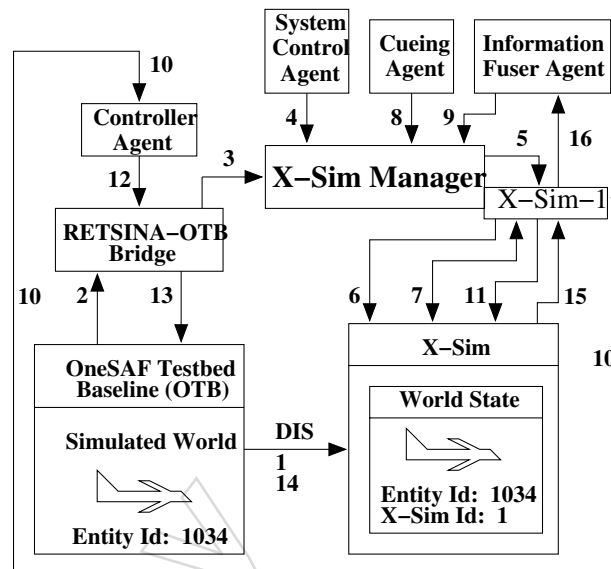 System
Control
Agent
Cueing
Agent
Information
Fuser Agent
10
Controller
Agent
4
8
9
5
16
12
3
X-Sim Manager
X-Sim-1
RETSINA-OTB
Bridge
10
2
13
6
7
11
15
OneSAF Testbed
Baseline (OTB)
X-Sim
10
Simulated World
DIS
1
14
World State
Entity Id: 1034
Entity Id: 1034
X-Sim Id: 1